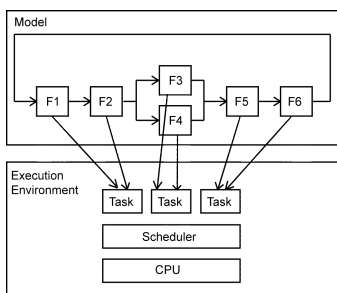 Model
F3
F1 F2 F5 F6
F4
Execution
Environment
Task Task Task
Scheduler
CPU